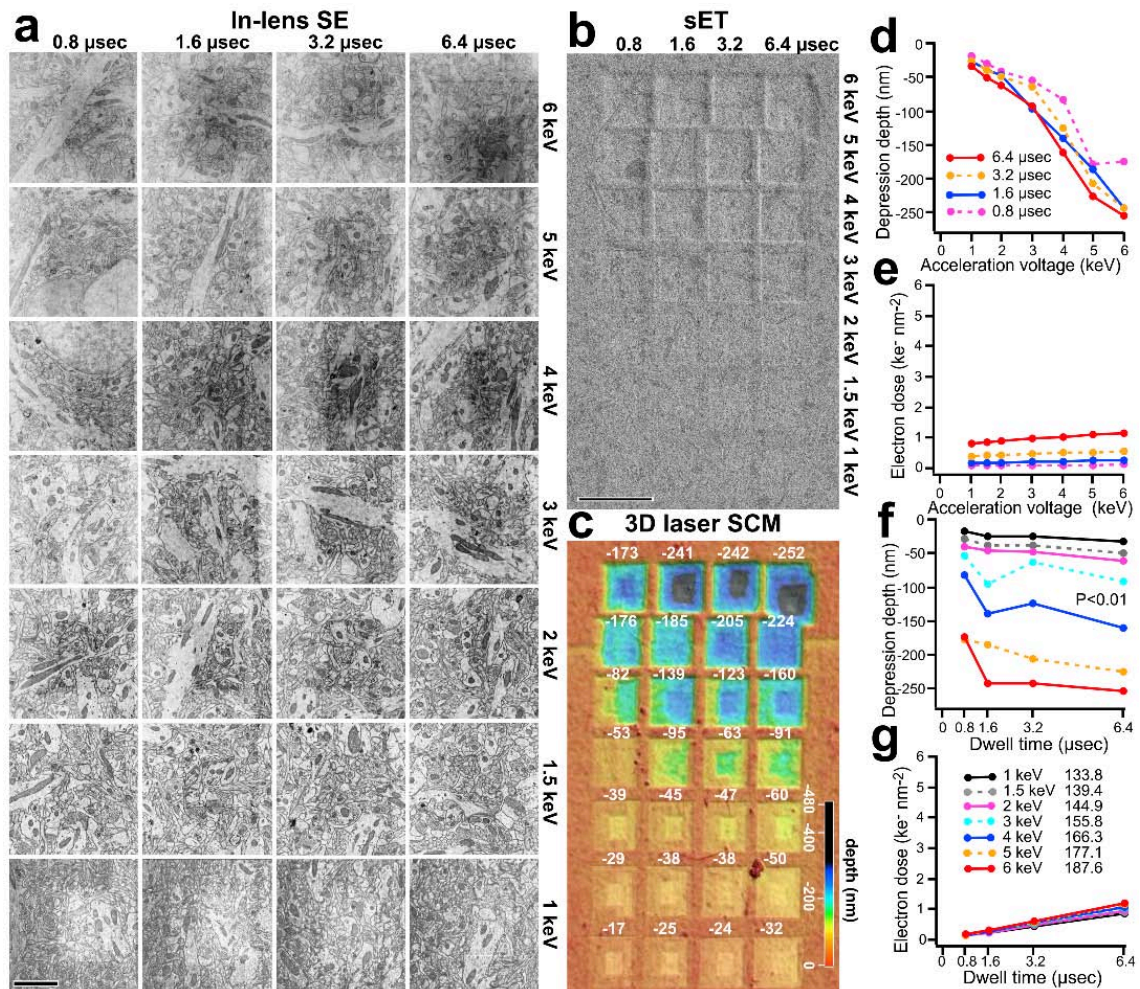 a
In-lens SE
0.8 µsec 1.6 µsec 3.2 µsec 6.4 µsec
6 keV
5 keV
4 keV
3 keV
2 keV
1.5 keV
1 keV
b
sET
0.8 1.6 3.2 6.4 µsec
6 keV
5 keV
4 keV
3 keV
2 keV
1.5 keV
1 keV
c
3D laser SCM
-173 -241 -242 -252
-176 -185 -205 -224
-82 -139 -123 -160
-53 -95 -63 -91
-39 -45 -47 -60
-29 -38 -38 -50
-17 -25 -24 -32
-480
-400
-200
0
depth (nm)
d
Depression depth (nm)
0
-50
-100
-150
-200
-250
6.4 µsec
3.2 µsec
1.6 µsec
0.8 µsec
0 1 2 3 4 5 6
Acceleration voltage (keV)
e
Electron dose (ke- nm-2)
6
5
4
3
2
1
0
0 1 2 3 4 5 6
Acceleration voltage (keV)
f
Depression depth (nm)
0
-50
-100
-150
-200
-250
P<0.01
0 0.8 1.6 3.2 6.4
Dwell time (µsec)
g
Electron dose (ke- nm-2)
6
5
4
3
2
1
0
1 keV 133.8
1.5 keV 139.4
2 keV 144.9
3 keV 155.8
4 keV 166.3
5 keV 177.1
6 keV 187.6
0 0.8 1.6 3.2 6.4
Dwell time (µsec)